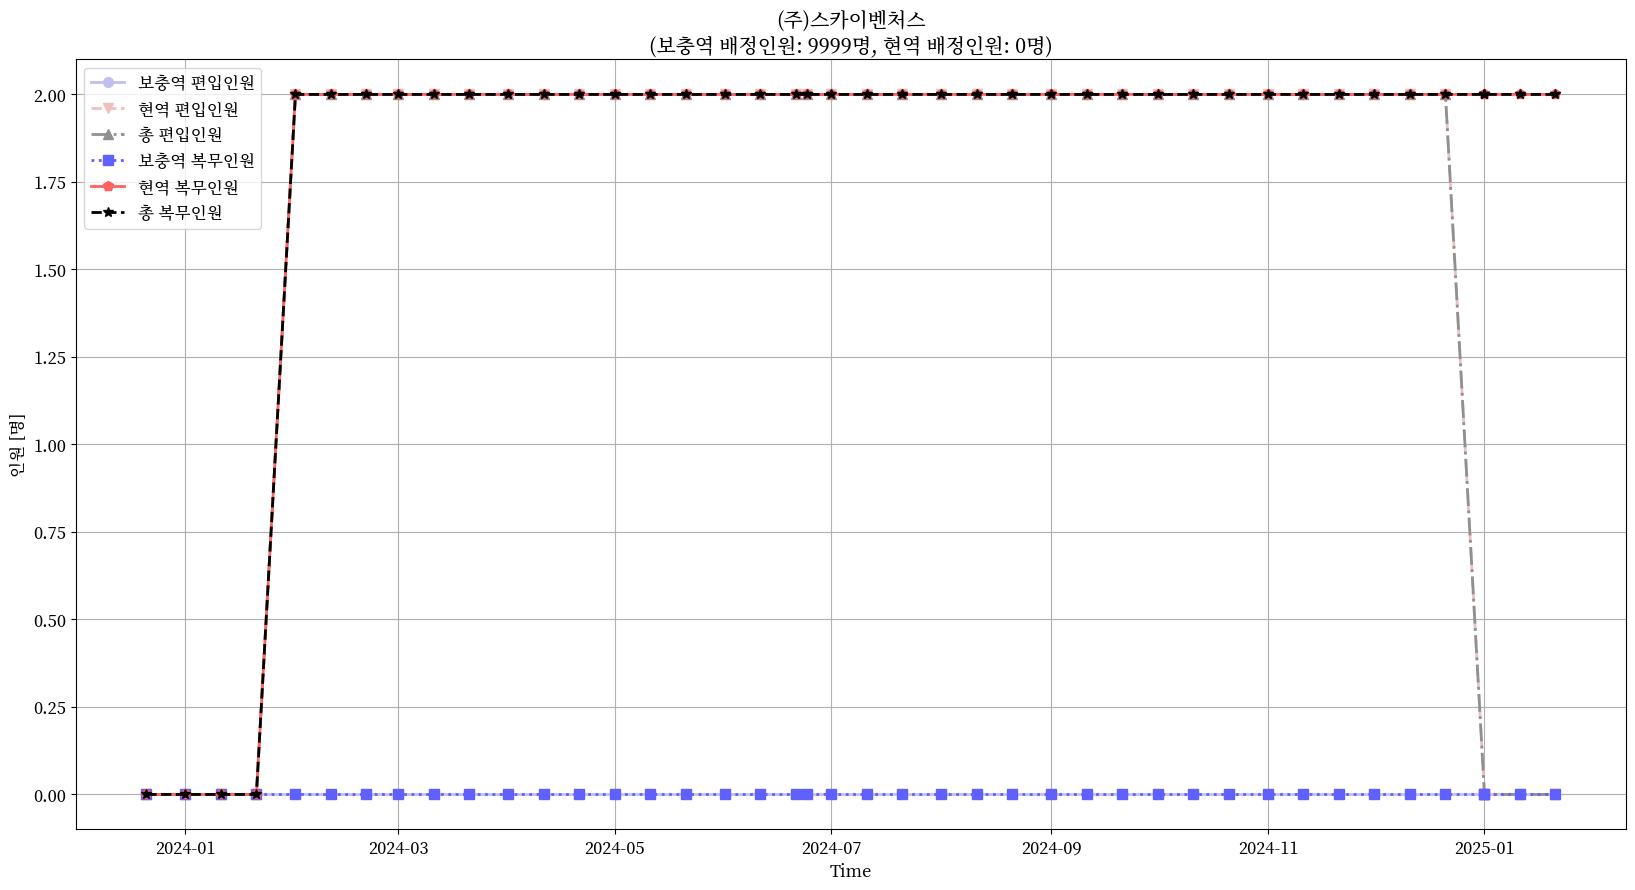 (주)스카이벤처스
(보충역 배정인원: 9999명, 현역 배정인원: 0명)
보충역 편입인원
현역 편입인원
총 편입인원
보충역 복무인원
현역 복무인원
총 복무인원
2.00
1.75
1.50
1.25
1.00
0.75
0.50
0.25
0.00
인원 [명]
2024-01
2024-03
2024-05
2024-07
2024-09
2024-11
2025-01
Time